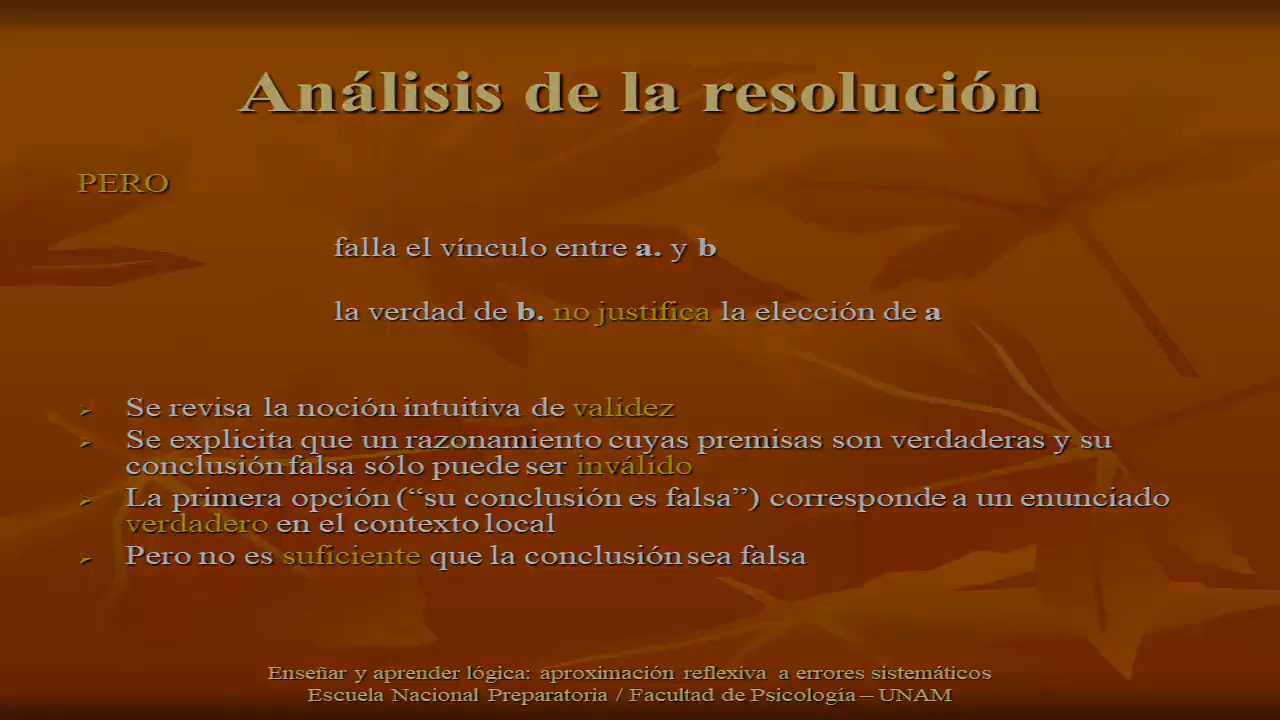 Análisis de la resolución
PERO
falla el vínculo entre a. y b
la verdad de b. no justifica la elección de a
Se revisa la noción intuitiva de validez
Se explicita que un razonamiento cuyas premisas son verdaderas y su
conclusión falsa sólo puede ser inválido
La primera opción (“su conclusión es falsa”) corresponde a un enunciado
verdadero en el contexto local
Pero no es suficiente que la conclusión sea falsa
Enseñar y aprender lógica: aproximación reflexiva a errores sistemáticos
Escuela Nacional Preparatoria / Facultad de Psicología – UNAM